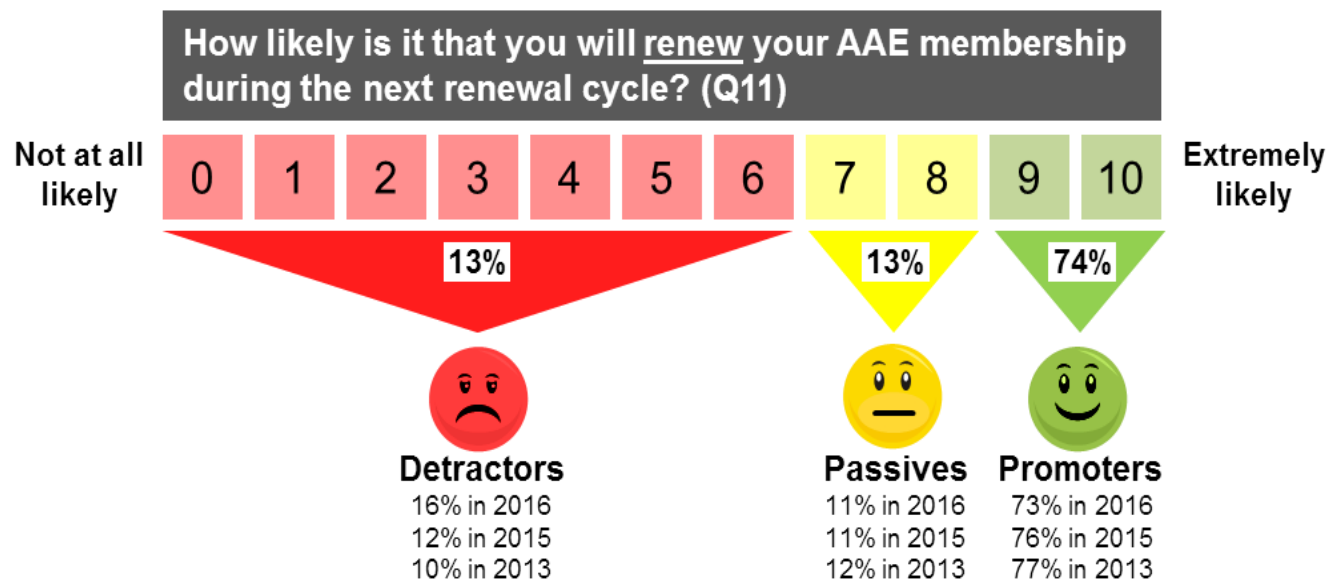 How likely is it that you will renew your AAE membership
during the next renewal cycle? (Q11)
Not at all
likely
0 1 2 3 4 5 6 7 8 9 10
Extremely
likely
13% 13% 74%
Detractors
16% in 2016
12% in 2015
10% in 2013
Passives
11% in 2016
11% in 2015
12% in 2013
Promoters
73% in 2016
76% in 2015
77% in 2013